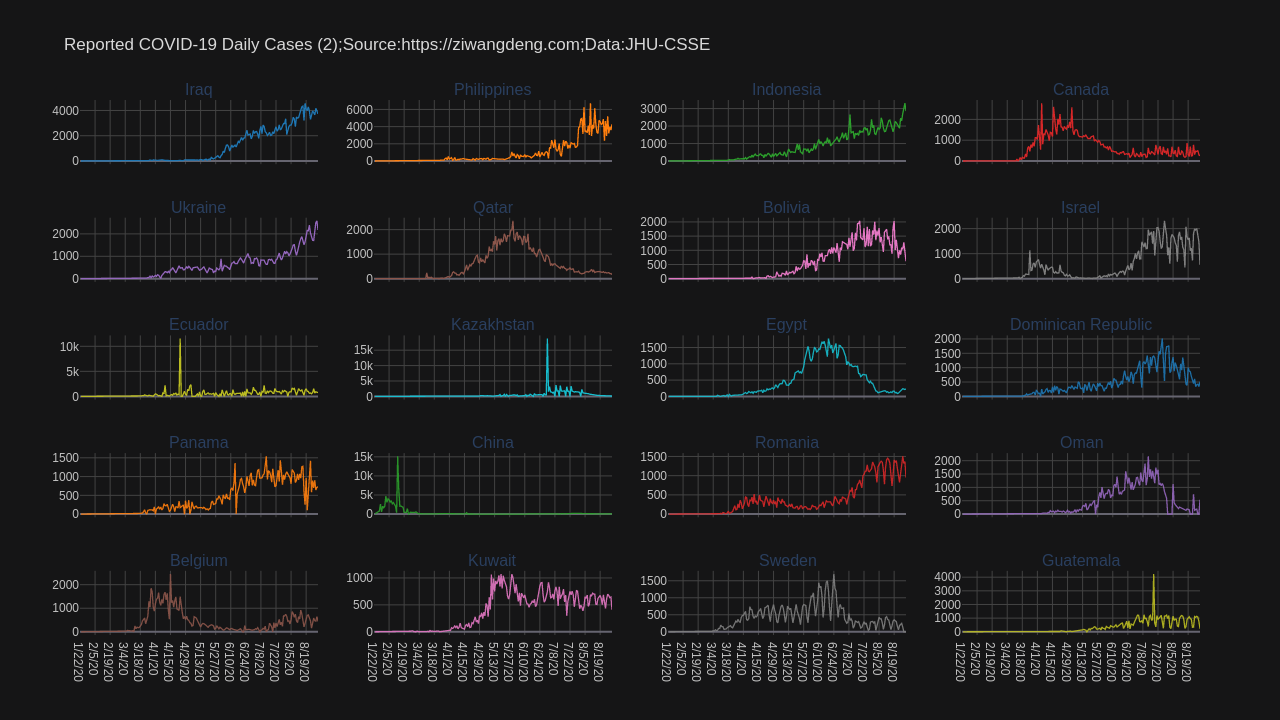 Reported COVID-19 Daily Cases (2);Source:https://ziwangdeng.com;Data:JHU-CSSE
Iraq Philippines Indonesia Canada
4000 6000 3000 2000
2000 4000 2000 1000
0 2000 1000 0
0 0
Ukraine Qatar Bolivia Israel
2000 2000 2000 2000
1000 1000 1500 1000
0 0 1000 0
500
0
Ecuador Kazakhstan Egypt Dominican Republic
10k 15k 1500 2000
5k 10k 1000 1500
0 5k 500 1000
0 0 500
0
Panama China Romania Oman
1500 15k 1500 2000
1000 10k 1000 1500
500 5k 500 1000
0 0 0 500
0
Belgium Kuwait Sweden Guatemala
2000 1000 1500 4000
1000 500 1000 3000
0 0 500 2000
0 1000
0
1/22/20 2/5/20 2/19/20 3/4/20 3/18/20 4/1/20 4/15/20 4/29/20 5/13/20 5/27/20 6/10/20 6/24/20 7/8/20 7/22/20 8/5/20 8/19/20
1/22/20 2/5/20 2/19/20 3/4/20 3/18/20 4/1/20 4/15/20 4/29/20 5/13/20 5/27/20 6/10/20 6/24/20 7/8/20 7/22/20 8/5/20 8/19/20
1/22/20 2/5/20 2/19/20 3/4/20 3/18/20 4/1/20 4/15/20 4/29/20 5/13/20 5/27/20 6/10/20 6/24/20 7/8/20 7/22/20 8/5/20 8/19/20
1/22/20 2/5/20 2/19/20 3/4/20 3/18/20 4/1/20 4/15/20 4/29/20 5/13/20 5/27/20 6/10/20 6/24/20 7/8/20 7/22/20 8/5/20 8/19/20